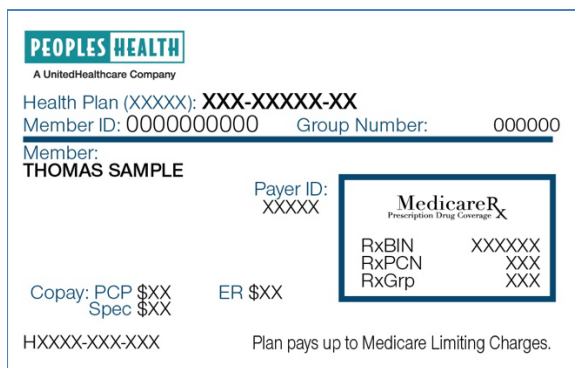 PEOPLES HEALTH
A UnitedHealthcare Company
Health Plan (XXXXX): XXX-XXXXX-XX
Member ID: 0000000000 Group Number: 000000
Member:
THOMAS SAMPLE
Payer ID:
XXXXX
MedicareRx
Prescription Drug Coverage
RxBIN XXXXXX
RxPCN XXX
RxGrp XXX
Copay: PCP $XX ER $XX
Spec $XX
HXXXX-XXX-XXX Plan pays up to Medicare Limiting Charges.